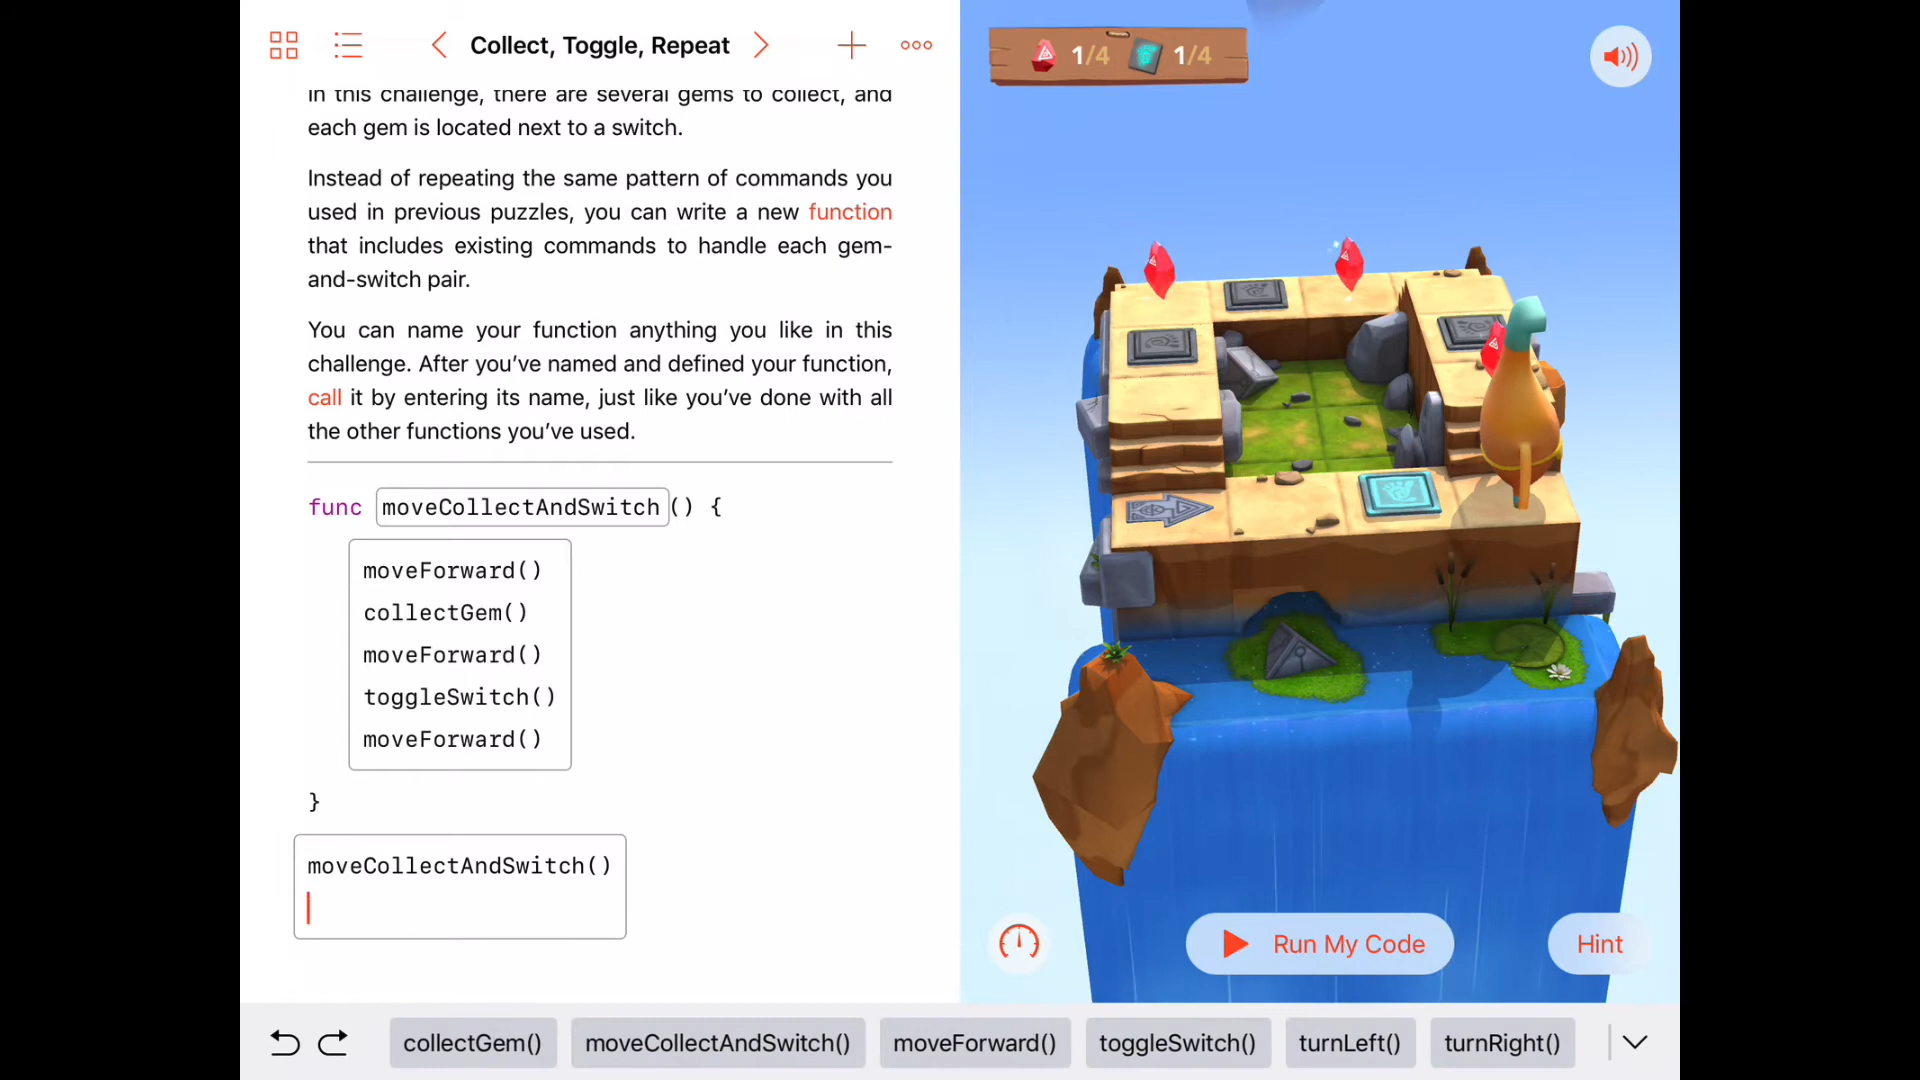 Collect, Toggle, Repeat
In this challenge, there are several gems to collect, and
each gem is located next to a switch.
Instead of repeating the same pattern of commands you
used in previous puzzles, you can write a new function
that includes existing commands to handle each gem-
and-switch pair.
You can name your function anything you like in this
challenge. After you’ve named and defined your function,
call it by entering its name, just like you’ve done with all
the other functions you’ve used.
func moveCollectAndSwitch() {
moveForward()
collectGem()
moveForward()
toggleSwitch()
moveForward()
}
moveCollectAndSwitch()
1/4 1/4
Run My Code
Hint
collectGem() moveCollectAndSwitch() moveForward() toggleSwitch() turnLeft() turnRight()